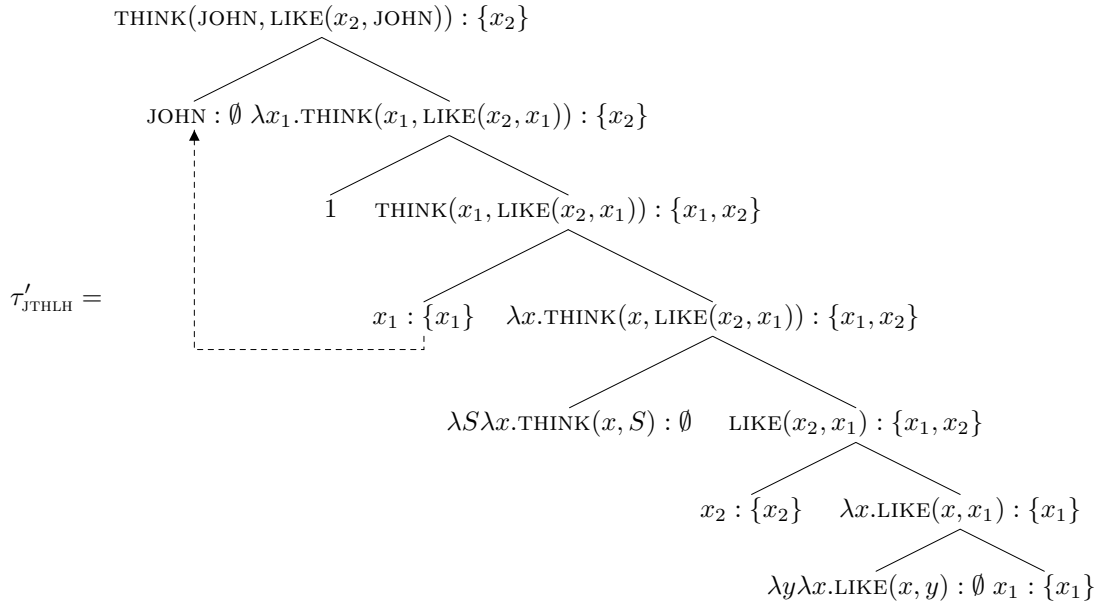 THINK(JOHN, LIKE(x₂, JOHN)) : {x₂}
JOHN : ∅ λx₁.THINK(x₁, LIKE(x₂, x₁)) : {x₂}
1 THINK(x₁, LIKE(x₂, x₁)) : {x₁, x₂}
τ′JTHLH =
x₁ : {x₁} λx.THINK(x, LIKE(x₂, x₁)) : {x₁, x₂}
λSλx.THINK(x, S) : ∅ LIKE(x₂, x₁) : {x₁, x₂}
x₂ : {x₂} λx.LIKE(x, x₁) : {x₁}
λyλx.LIKE(x, y) : ∅ x₁ : {x₁}